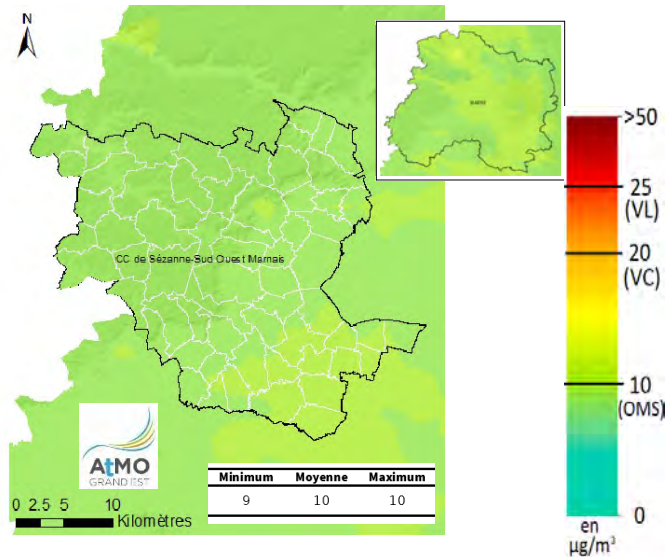 N
MARNE
CC de Sézanne-Sud Ouest Marnais
AtMO
GRAND EST
0 2.5 5 10
Kilomètres
Minimum Moyenne Maximum
9 10 10
>50
25
(VL)
20
(VC)
10
(OMS)
0
en
µg/m³